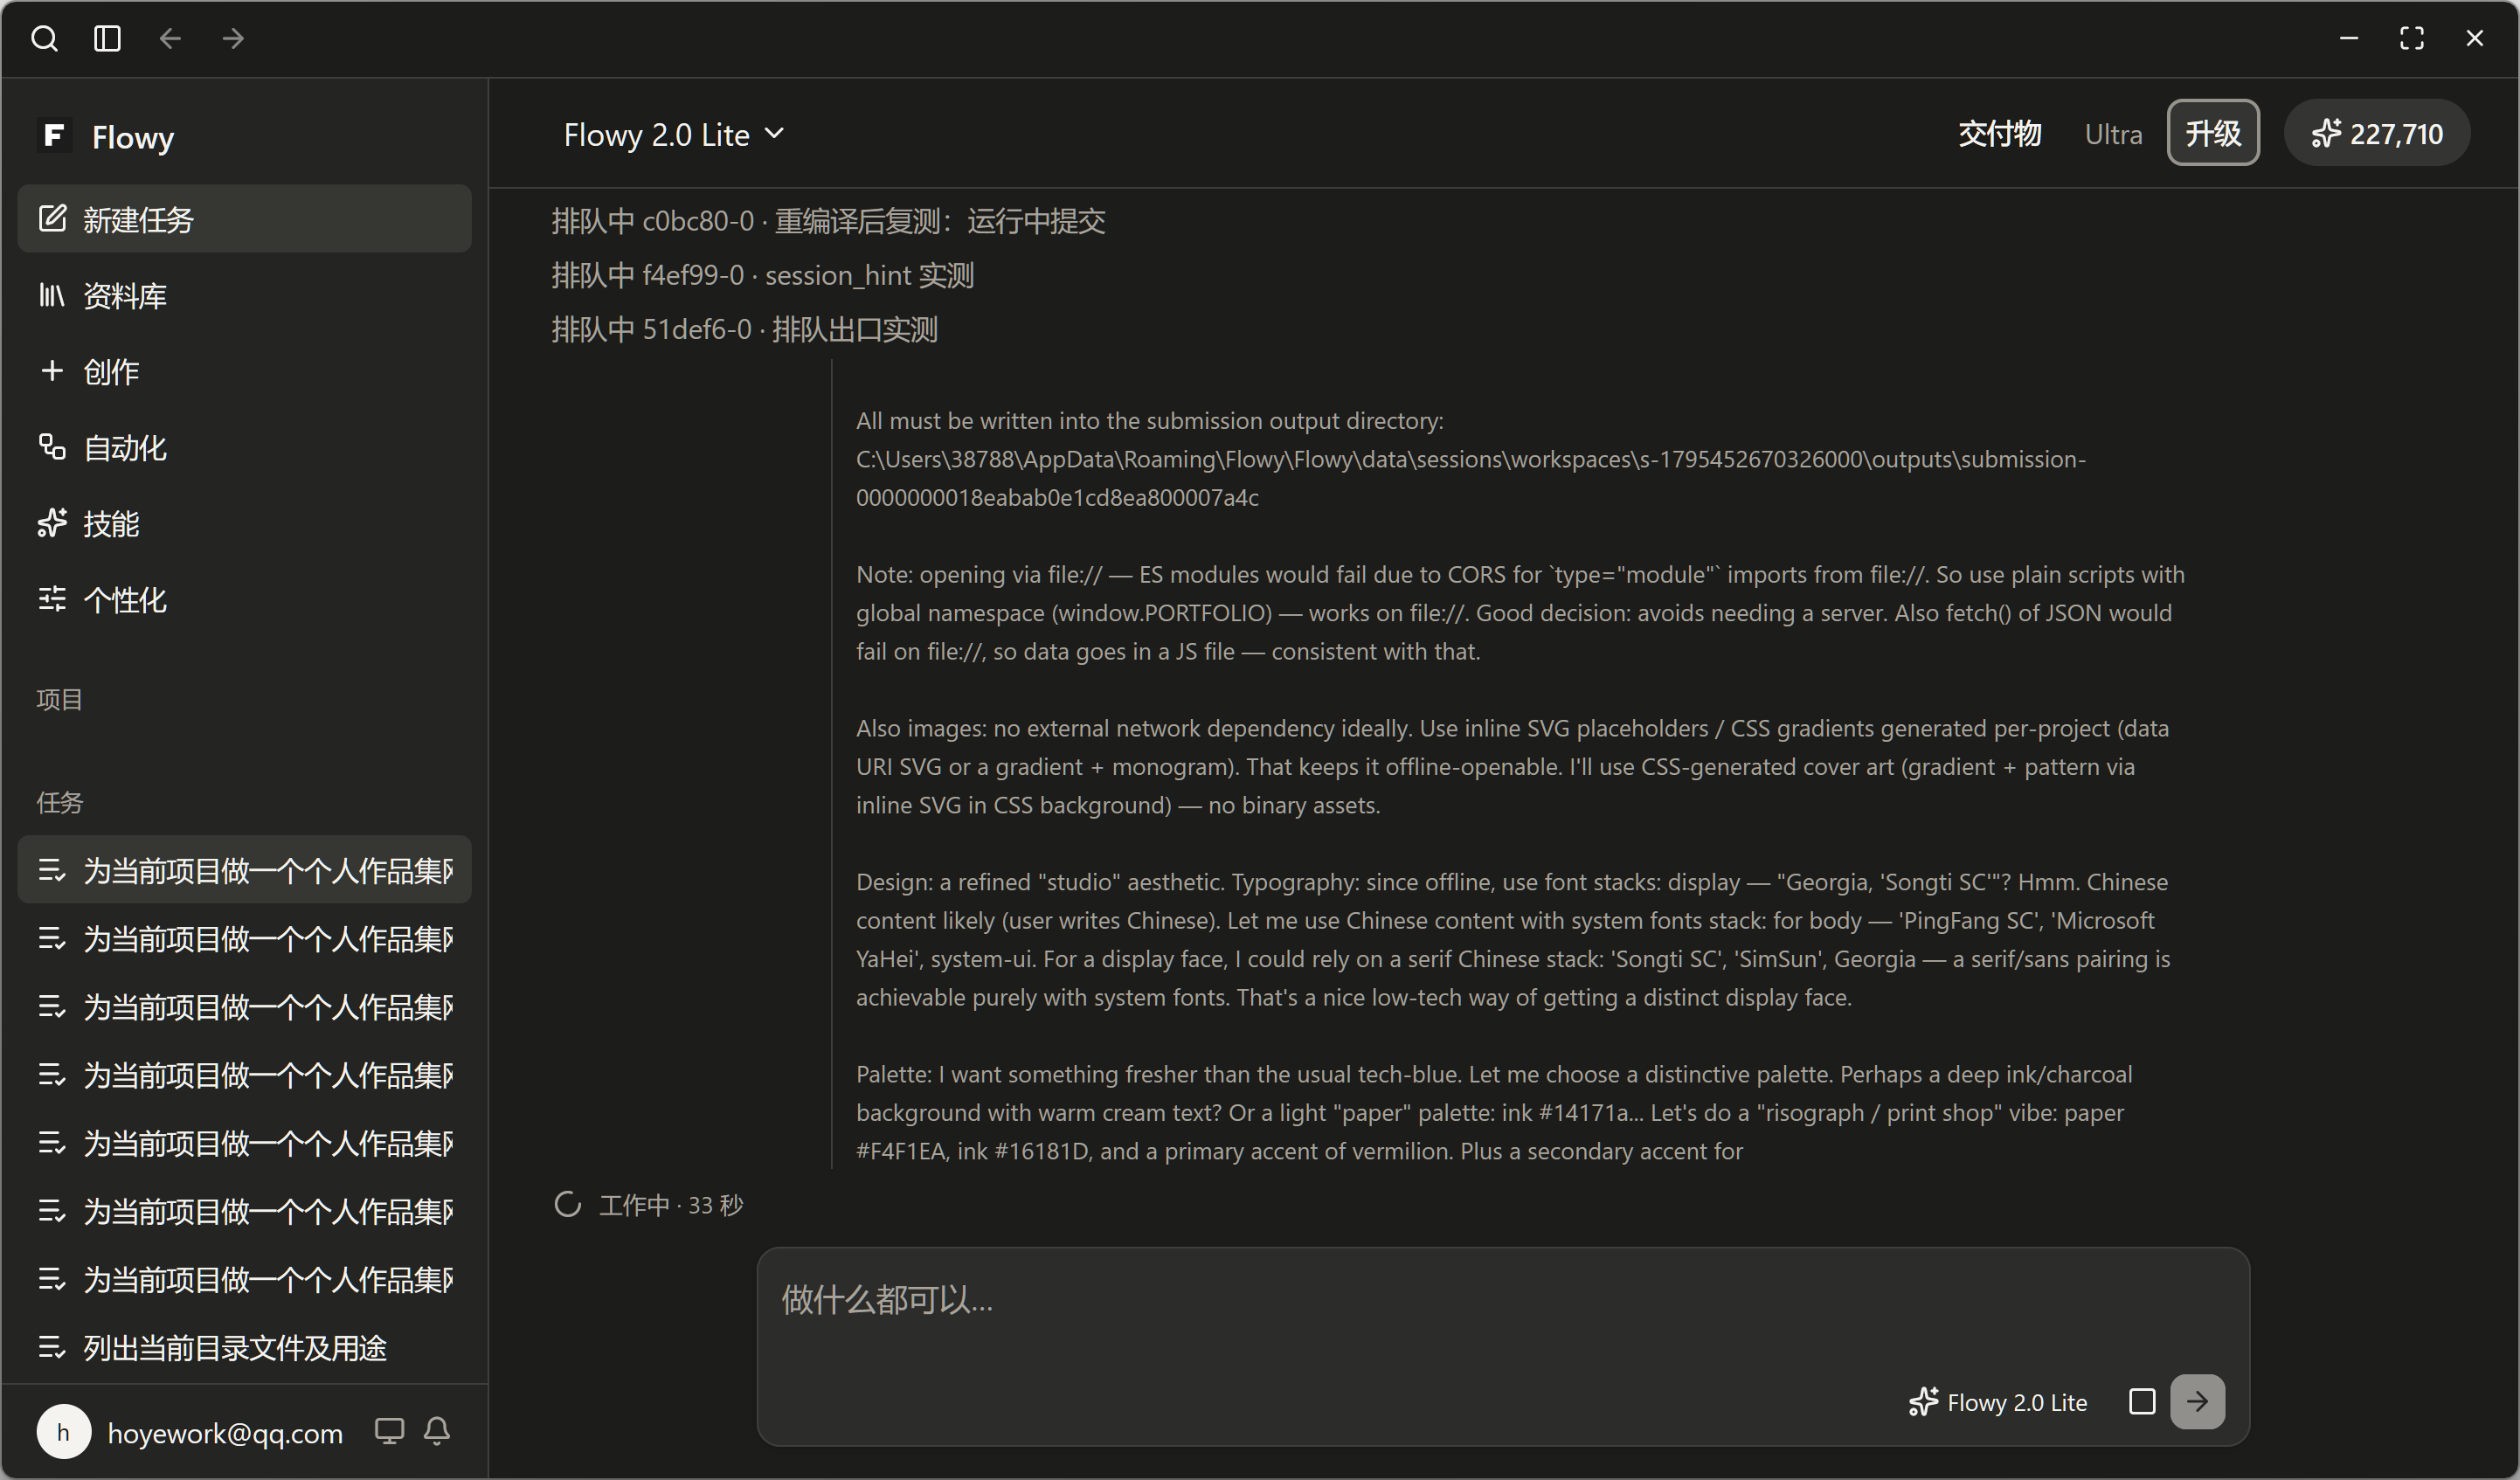 Flowy
新建任务
资料库
创作
自动化
技能
个性化
项目
任务
为当前项目做一个个人作品集
为当前项目做一个个人作品集
为当前项目做一个个人作品集
为当前项目做一个个人作品集
为当前项目做一个个人作品集
为当前项目做一个个人作品集
为当前项目做一个个人作品集
列出当前目录文件及用途
h
hoyework@qq.com
Flowy 2.0 Lite
交付物
Ultra
升级
227,710
排队中 c0bc80-0 · 重编译后复测：运行中提交
排队中 f4ef99-0 · session_hint 实测
排队中 51def6-0 · 排队出口实测
All must be written into the submission output directory:
C:\Users\38788\AppData\Roaming\Flowy\Flowy\data\sessions\workspaces\s-1795452670326000\outputs\submission-
0000000018eabab0e1cd8ea800007a4c
Note: opening via file:// — ES modules would fail due to CORS for `type="module"` imports from file://. So use plain scripts with
global namespace (window.PORTFOLIO) — works on file://. Good decision: avoids needing a server. Also fetch() of JSON would
fail on file://, so data goes in a JS file — consistent with that.
Also images: no external network dependency ideally. Use inline SVG placeholders / CSS gradients generated per-project (data
URI SVG or a gradient + monogram). That keeps it offline-openable. I'll use CSS-generated cover art (gradient + pattern via
inline SVG in CSS background) — no binary assets.
Design: a refined "studio" aesthetic. Typography: since offline, use font stacks: display — "Georgia, 'Songti SC'"? Hmm. Chinese
content likely (user writes Chinese). Let me use Chinese content with system fonts stack: for body — 'PingFang SC', 'Microsoft
YaHei', system-ui. For a display face, I could rely on a serif Chinese stack: 'Songti SC', 'SimSun', Georgia — a serif/sans pairing is
achievable purely with system fonts. That's a nice low-tech way of getting a distinct display face.
Palette: I want something fresher than the usual tech-blue. Let me choose a distinctive palette. Perhaps a deep ink/charcoal
background with warm cream text? Or a light "paper" palette: ink #14171a... Let's do a "risograph / print shop" vibe: paper
#F4F1EA, ink #16181D, and a primary accent of vermilion. Plus a secondary accent for
工作中 · 33 秒
做什么都可以...
Flowy 2.0 Lite